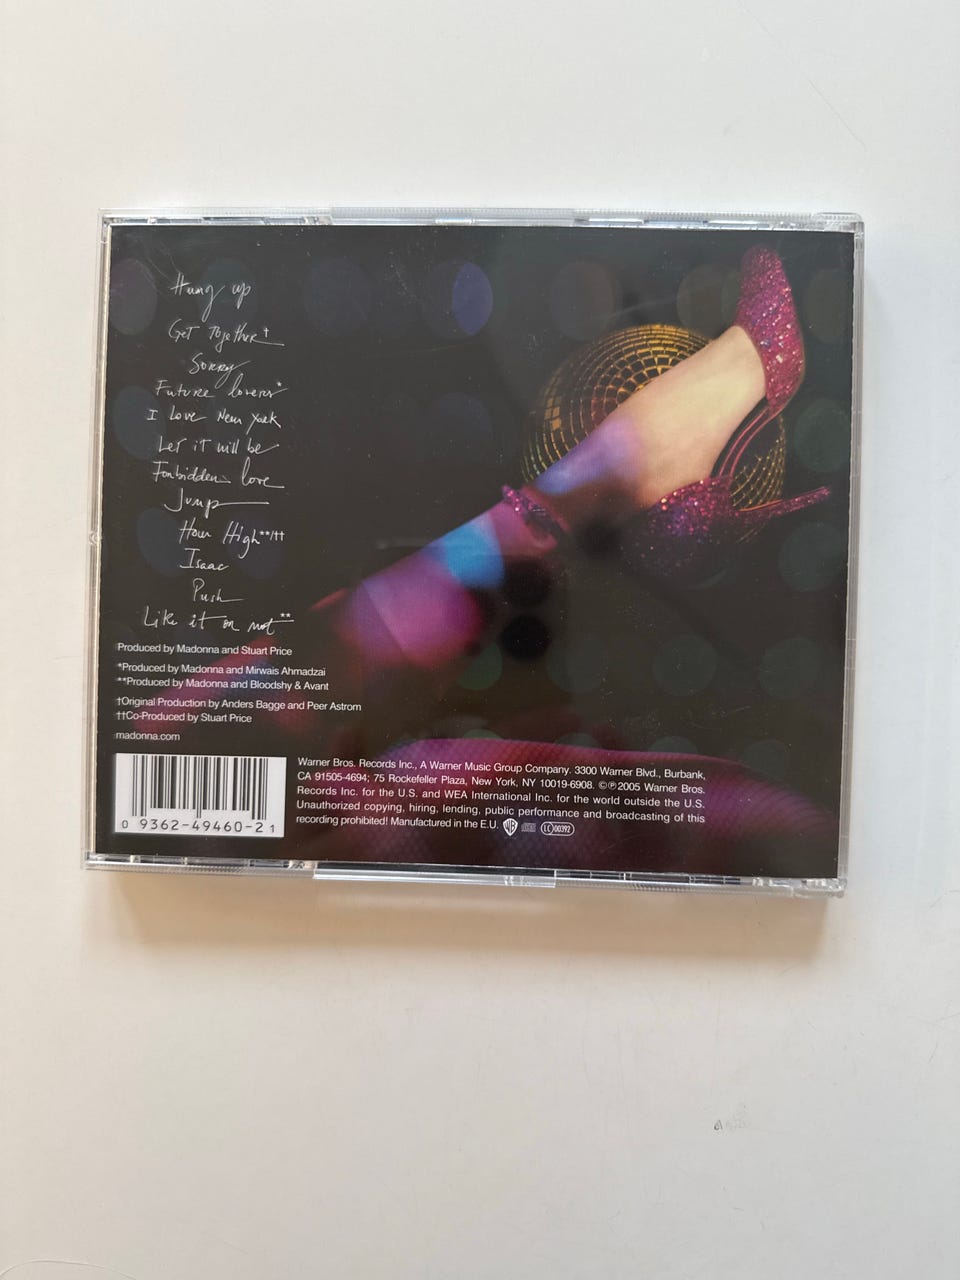 Hung up
Get Together†
Sorry
Future lovers*
I Love New York
Let it will be
Forbidden love
Jump
How High**/††
Isaac
Push
Like it or not**
Produced by Madonna and Stuart Price
*Produced by Madonna and Mirwais Ahmadzai
**Produced by Madonna and Bloodshy & Avant
†Original Production by Anders Bagge and Peer Astrom
††Co-Produced by Stuart Price
madonna.com
0 9362-49460-2 1
Warner Bros. Records Inc., A Warner Music Group Company. 3300 Warner Blvd., Burbank,
CA 91505-4694; 75 Rockefeller Plaza, New York, NY 10019-6908. ©℗2005 Warner Bros.
Records Inc. for the U.S. and WEA International Inc. for the world outside the U.S.
Unauthorized copying, hiring, lending, public performance and broadcasting of this
recording prohibited! Manufactured in the E.U. WB LC 00392